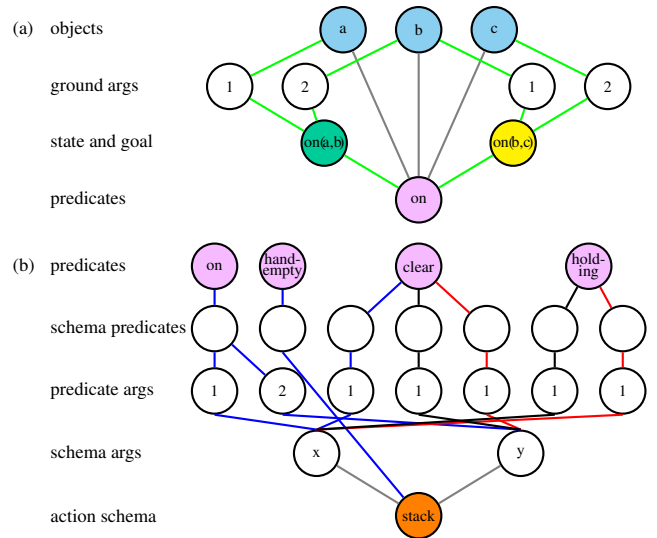 (a) objects a b c
ground args 1 2 1 2
state and goal on(a,b) on(b,c)
predicates on
(b) predicates on hand-empty clear hold-ing
schema predicates
predicate args 1 2 1 1 1 1 1
schema args x y
action schema stack